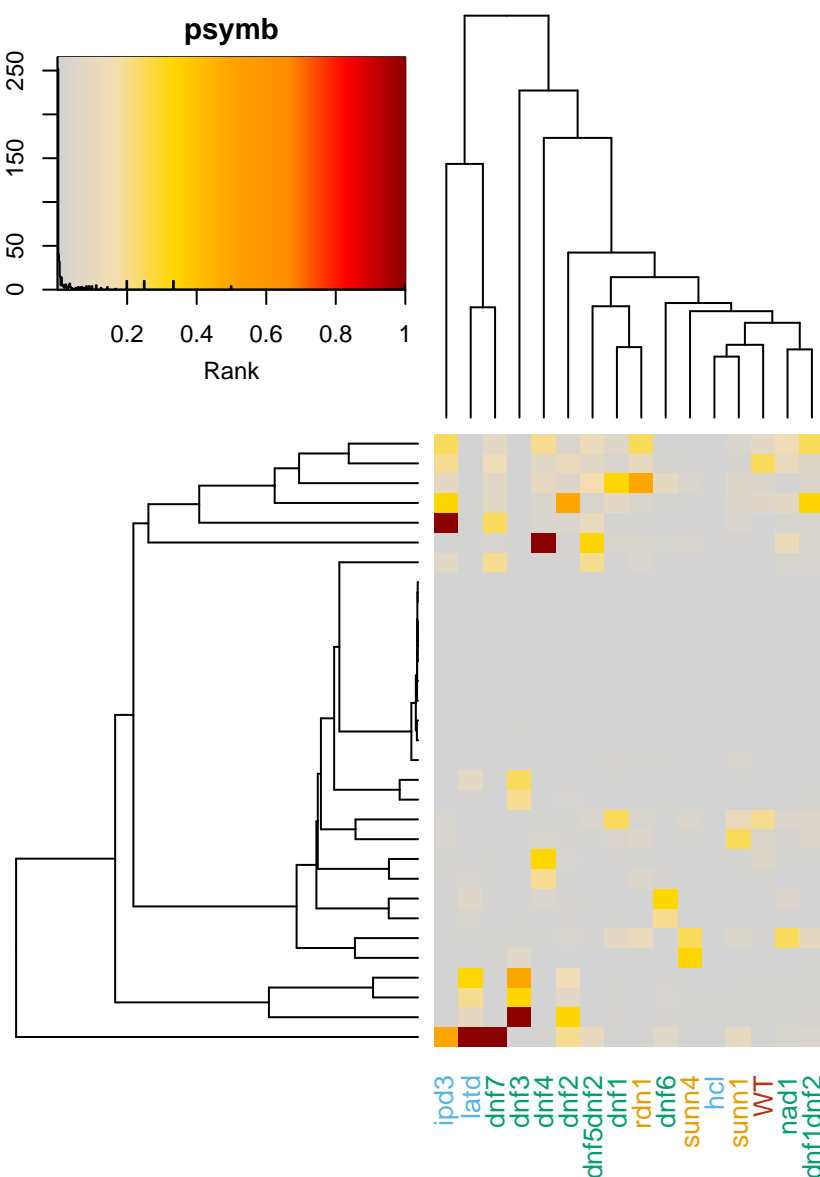 psymb
250
150
50
0
0.2 0.4 0.6 0.8 1
Rank
ipd3
latd
dnf7
dnf3
dnf4
dnf2
dnf5dnf2
dnf1
rdn1
dnf6
sunn4
hcl
sunn1
WT
nad1
dnf1dnf2